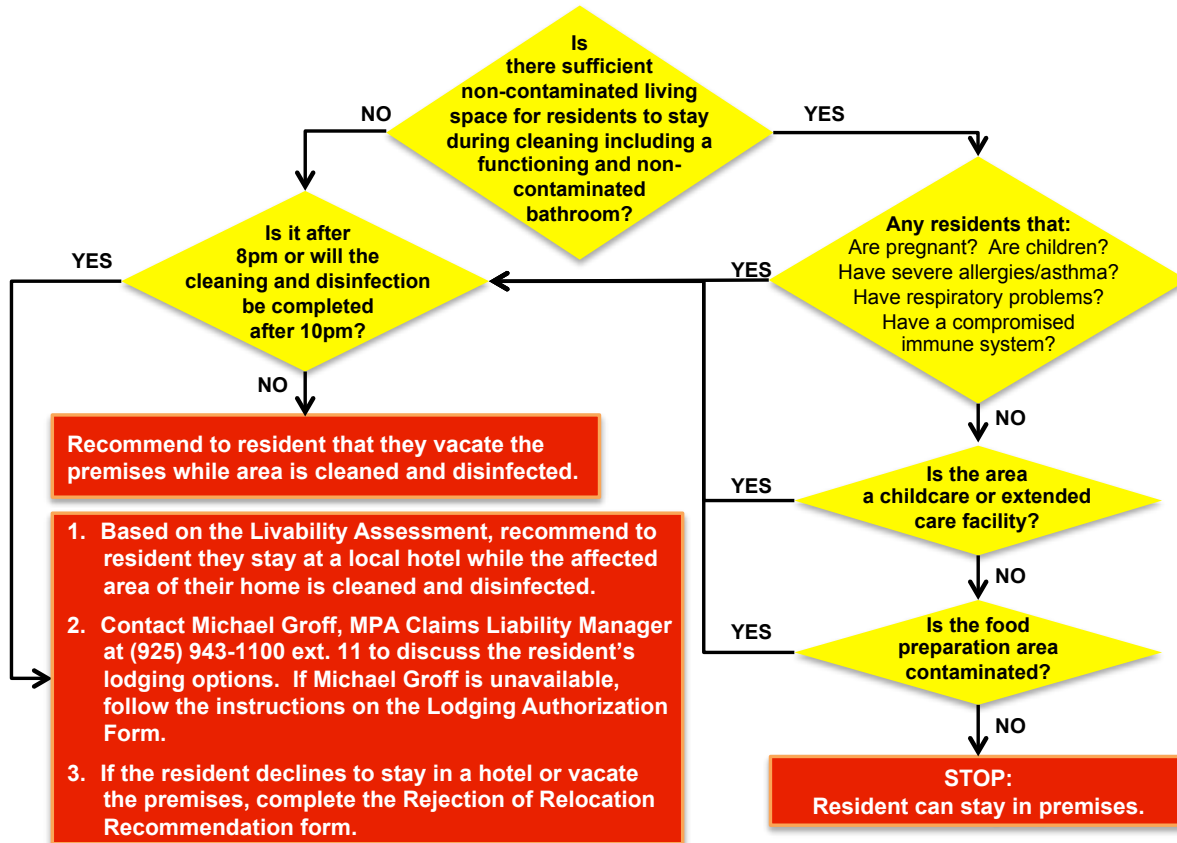 Is
there sufficient
non-contaminated living
space for residents to stay
during cleaning including a
functioning and non-
contaminated
bathroom?
NO
YES
Is it after
8pm or will the
cleaning and disinfection
be completed
after 10pm?
YES
NO
Any residents that:
Are pregnant? Are children?
Have severe allergies/asthma?
Have respiratory problems?
Have a compromised
immune system?
YES
NO
Recommend to resident that they vacate the
premises while area is cleaned and disinfected.
Is the area
a childcare or extended
care facility?
YES
NO
1. Based on the Livability Assessment, recommend to
resident they stay at a local hotel while the affected
area of their home is cleaned and disinfected.
2. Contact Michael Groff, MPA Claims Liability Manager
at (925) 943-1100 ext. 11 to discuss the resident’s
lodging options. If Michael Groff is unavailable,
follow the instructions on the Lodging Authorization
Form.
3. If the resident declines to stay in a hotel or vacate
the premises, complete the Rejection of Relocation
Recommendation form.
Is the food
preparation area
contaminated?
YES
NO
STOP:
Resident can stay in premises.